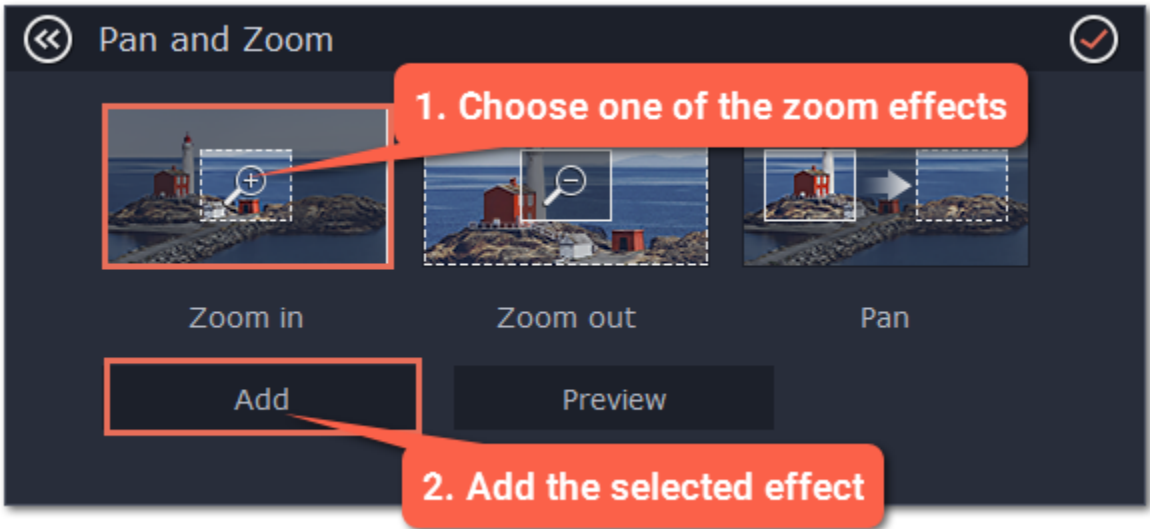 Pan and Zoom
1. Choose one of the zoom effects
Zoom in
Zoom out
Pan
Add
Preview
2. Add the selected effect